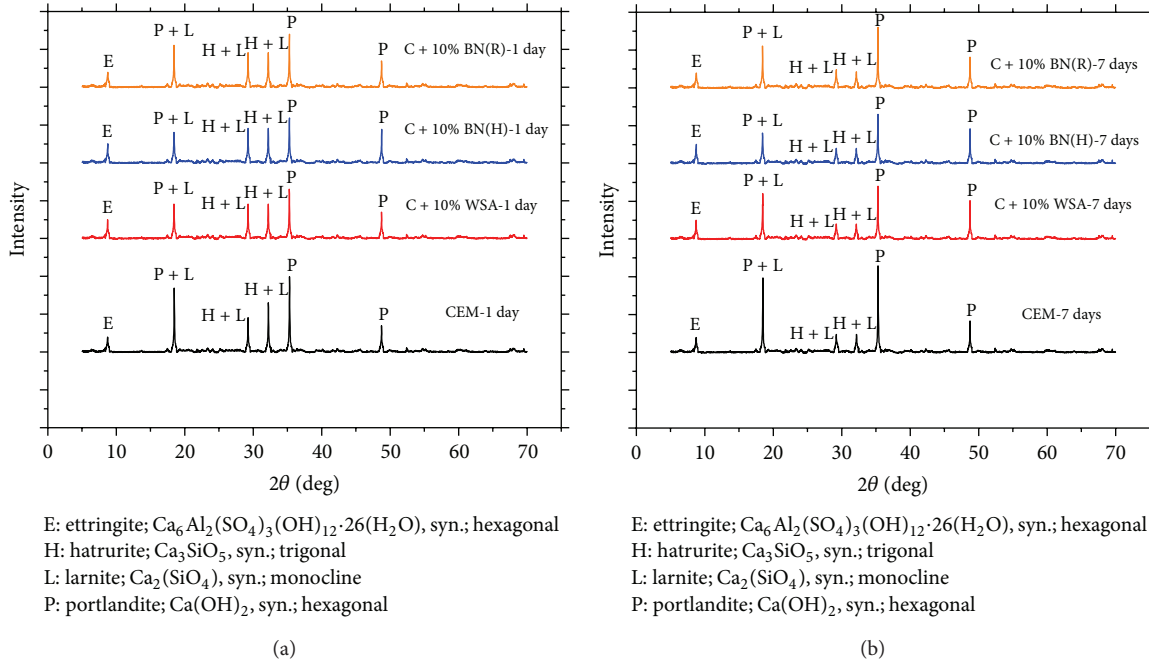 Intensity
P
P + L
H + L
H + L
E
P
C + 10% BN(R)-1 day
P
P + L
H + L
H + L
E
P
C + 10% BN(H)-1 day
P
P + L
H + L
H + L
E
P
C + 10% WSA-1 day
P
P + L
H + L
H + L
E
P
CEM-1 day
0 10 20 30 40 50 60 70
2θ (deg)
E: ettringite; Ca₆Al₂(SO₄)₃(OH)₁₂·26(H₂O), syn.; hexagonal
H: hatrurite; Ca₃SiO₅, syn.; trigonal
L: larnite; Ca₂(SiO₄), syn.; monocline
P: portlandite; Ca(OH)₂, syn.; hexagonal
(a)
Intensity
P
P + L
H + L
H + L
E
P
C + 10% BN(R)-7 days
P
P + L
H + L
H + L
E
P
C + 10% BN(H)-7 days
P
P + L
H + L
H + L
E
P
C + 10% WSA-7 days
P
P + L
H + L
H + L
E
P
CEM-7 days
0 10 20 30 40 50 60 70
2θ (deg)
E: ettringite; Ca₆Al₂(SO₄)₃(OH)₁₂·26(H₂O), syn.; hexagonal
H: hatrurite; Ca₃SiO₅, syn.; trigonal
L: larnite; Ca₂(SiO₄), syn.; monocline
P: portlandite; Ca(OH)₂, syn.; hexagonal
(b)